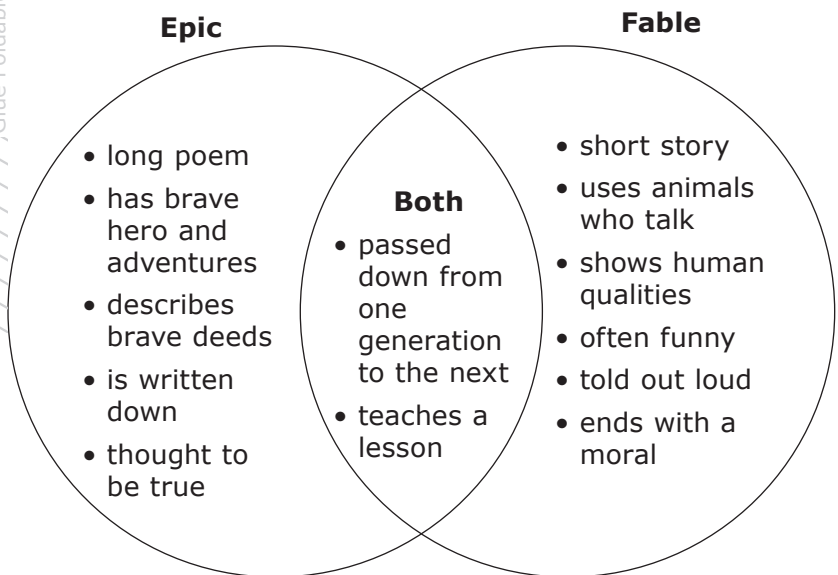 Epic
• long poem
• has brave
hero and
adventures
• describes
brave deeds
• is written
down
• thought to
be true
Both
• passed
down from
one
generation
to the next
• teaches a
lesson
Fable
• short story
• uses animals
who talk
• shows human
qualities
• often funny
• told out loud
• ends with a
moral